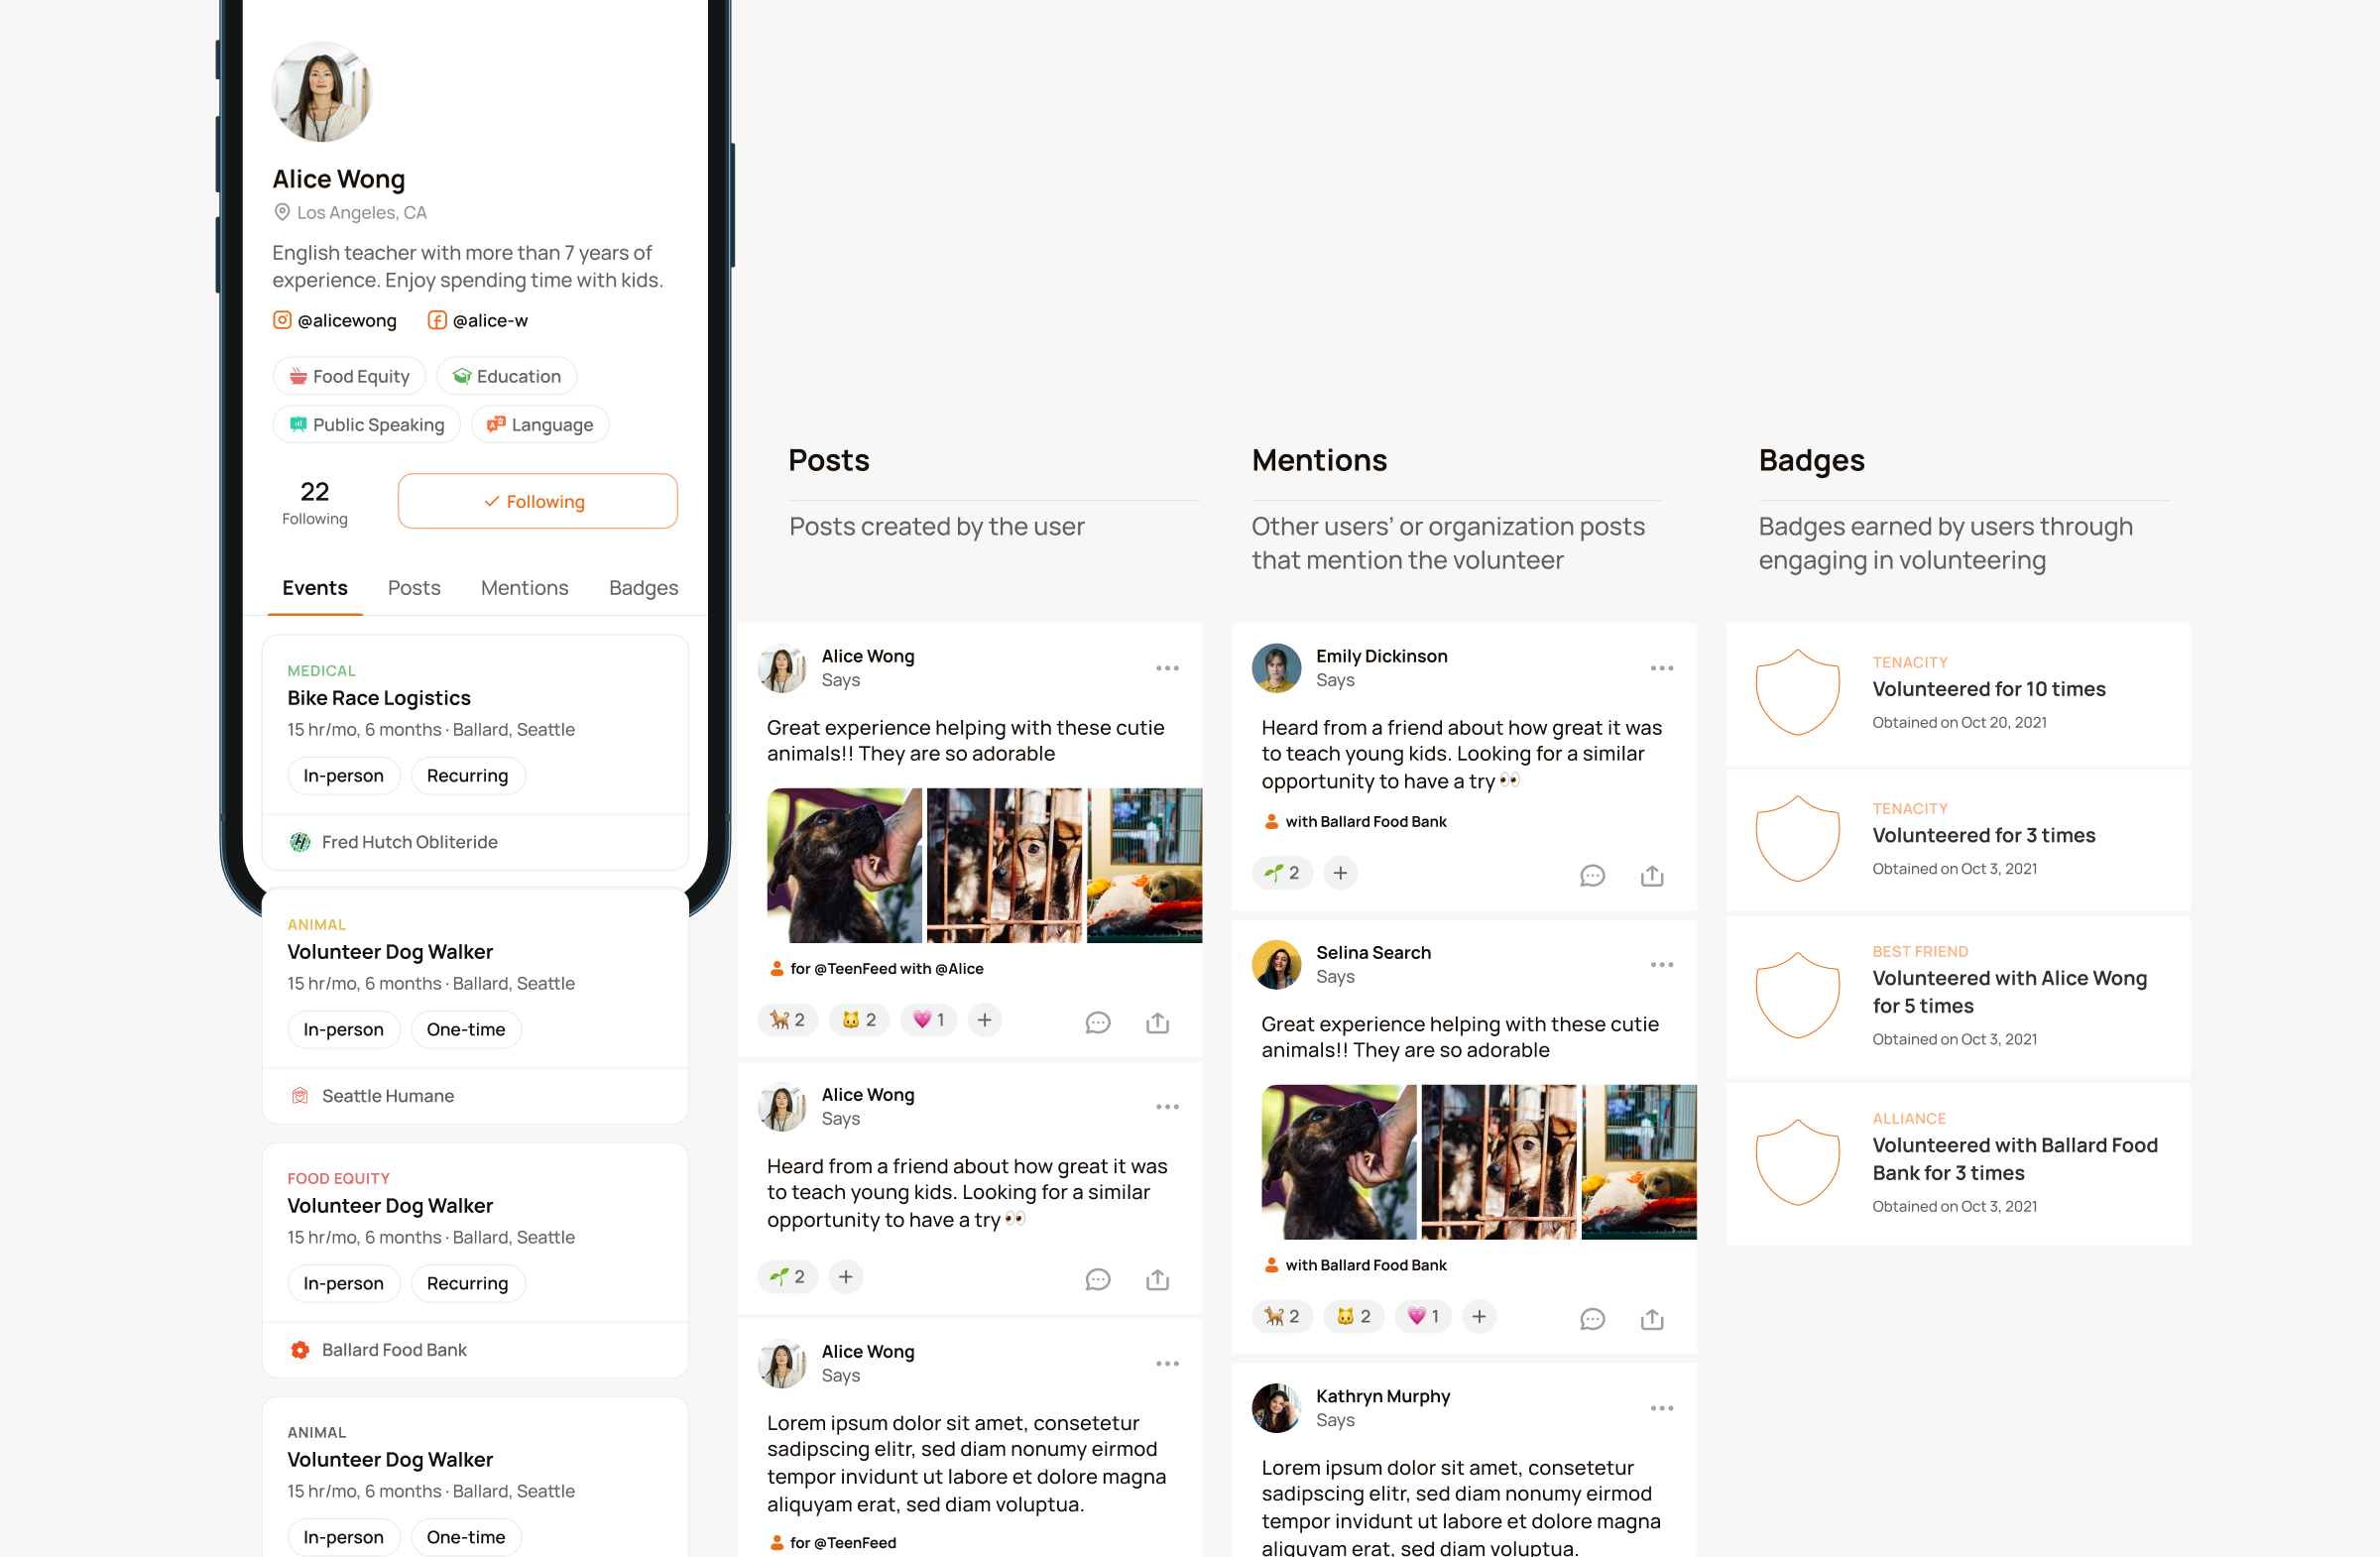 Alice Wong
Los Angeles, CA
English teacher with more than 7 years of
experience. Enjoy spending time with kids.
@alicewong @alice-w
Food Equity Education
Public Speaking Language
22
Following
Following
Events Posts Mentions Badges
MEDICAL
Bike Race Logistics
15 hr/mo, 6 months · Ballard, Seattle
In-person Recurring
Fred Hutch Obliteride
ANIMAL
Volunteer Dog Walker
15 hr/mo, 6 months · Ballard, Seattle
In-person One-time
Seattle Humane
FOOD EQUITY
Volunteer Dog Walker
15 hr/mo, 6 months · Ballard, Seattle
In-person Recurring
Ballard Food Bank
ANIMAL
Volunteer Dog Walker
15 hr/mo, 6 months · Ballard, Seattle
In-person One-time
Posts
Posts created by the user
Alice Wong
Says
Great experience helping with these cutie
animals!! They are so adorable
for @TeenFeed with @Alice
🐕 2 🐱 2 💗 1 +
Alice Wong
Says
Heard from a friend about how great it was
to teach young kids. Looking for a similar
opportunity to have a try 👀
🌱 2 +
Alice Wong
Says
Lorem ipsum dolor sit amet, consetetur
sadipscing elitr, sed diam nonumy eirmod
tempor invidunt ut labore et dolore magna
aliquyam erat, sed diam voluptua.
for @TeenFeed
Mentions
Other users’ or organization posts
that mention the volunteer
Emily Dickinson
Says
Heard from a friend about how great it was
to teach young kids. Looking for a similar
opportunity to have a try 👀
with Ballard Food Bank
🌱 2 +
Selina Search
Says
Great experience helping with these cutie
animals!! They are so adorable
with Ballard Food Bank
🐕 2 🐱 2 💗 1 +
Kathryn Murphy
Says
Lorem ipsum dolor sit amet, consetetur
sadipscing elitr, sed diam nonumy eirmod
tempor invidunt ut labore et dolore magna
aliquyam erat, sed diam voluptua.
Badges
Badges earned by users through
engaging in volunteering
TENACITY
Volunteered for 10 times
Obtained on Oct 20, 2021
TENACITY
Volunteered for 3 times
Obtained on Oct 3, 2021
BEST FRIEND
Volunteered with Alice Wong
for 5 times
Obtained on Oct 3, 2021
ALLIANCE
Volunteered with Ballard Food
Bank for 3 times
Obtained on Oct 3, 2021